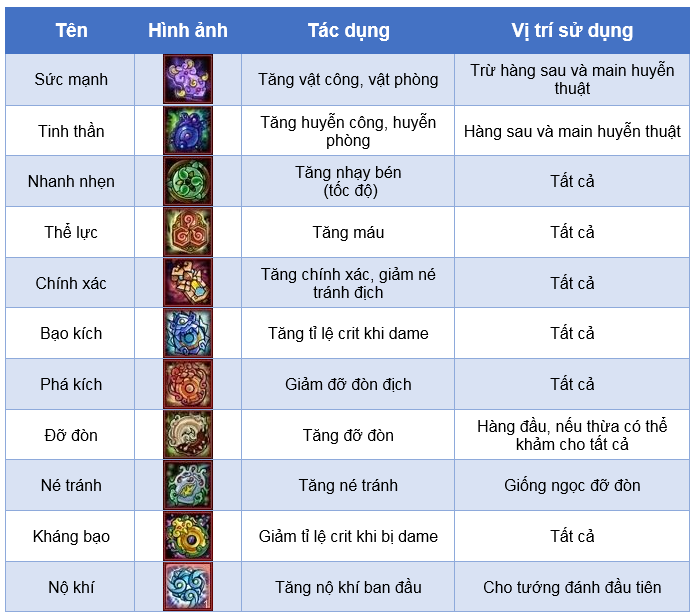 Tên Hình ảnh Tác dụng Vị trí sử dụng
Sức mạnh Tăng vật công, vật phòng Trừ hàng sau và main huyễn
thuật
Tinh thần Tăng huyễn công, huyễn
phòng Hàng sau và main huyễn thuật
Nhanh nhẹn Tăng nhạy bén
(tốc độ) Tất cả
Thể lực Tăng máu Tất cả
Chính xác Tăng chính xác, giảm né
tránh địch Tất cả
Bạo kích Tăng tỉ lệ crit khi dame Tất cả
Phá kích Giảm đỡ đòn địch Tất cả
Đỡ đòn Tăng đỡ đòn Hàng đầu, nếu thừa có thể
khảm cho tất cả
Né tránh Tăng né tránh Giống ngọc đỡ đòn
Kháng bạo Giảm tỉ lệ crit khi bị dame Tất cả
Nộ khí Tăng nộ khí ban đầu Cho tướng đánh đầu tiên